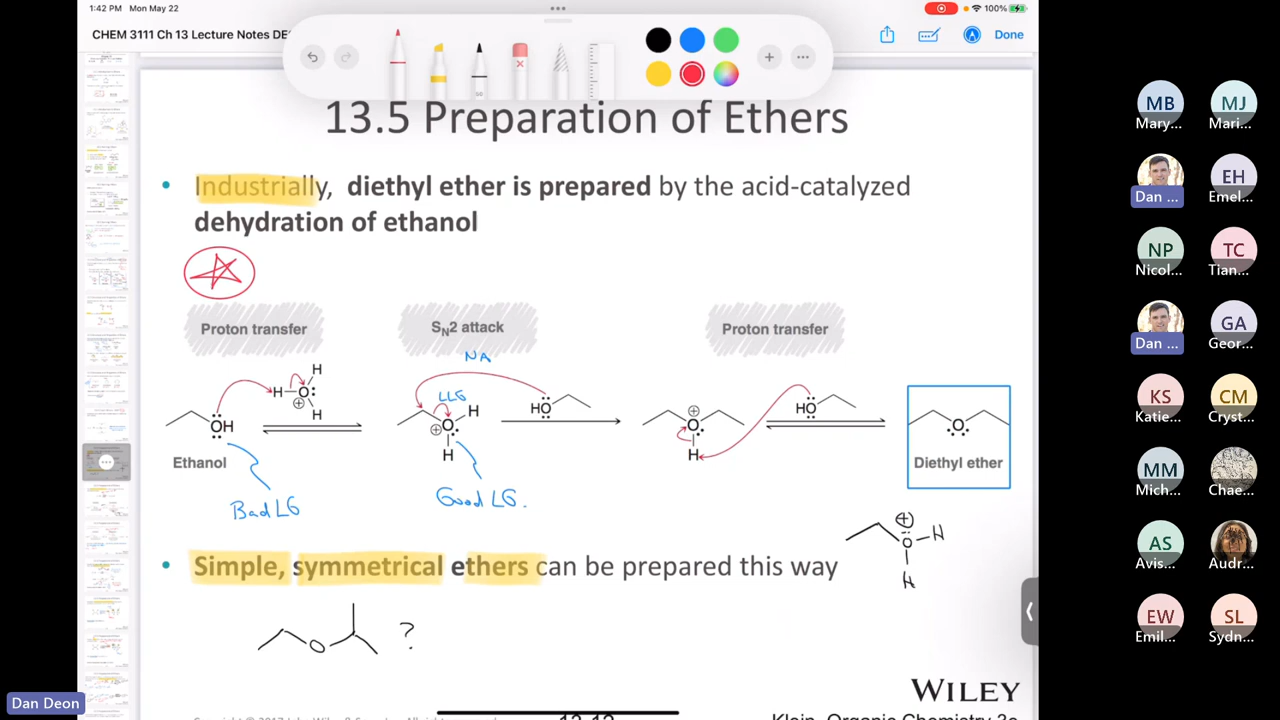 1:42 PM Mon May 22
100%
CHEM 3111 Ch 13 Lecture Notes DE
Done
13.5 Preparation of Ethers
• Industrially, diethyl ether is prepared by the acid-catalyzed
dehydration of ethanol
Proton transfer
SN2 attack
Proton transfer
NA
LLG
H
H O:
⊕
H
OH
Ethanol
⊕ O: H
H
HO
⊕
O:
H
HO
O
Diethyl ether
Bad LG
Good LG.
⊕
O – H
H
• Simple, symmetrical ethers can be prepared this way
O ?
WILEY
MB
Mary...
MJ
Mari...
Dan ...
EH
Emel...
NP
Nicol...
TC
Tian...
Dan ...
GA
Geor...
KS
Katie...
CM
Cryst...
MM
Mich...
Chae...
AS
Avis...
Audr...
EW
Emil...
SL
Sydn...
Dan Deon